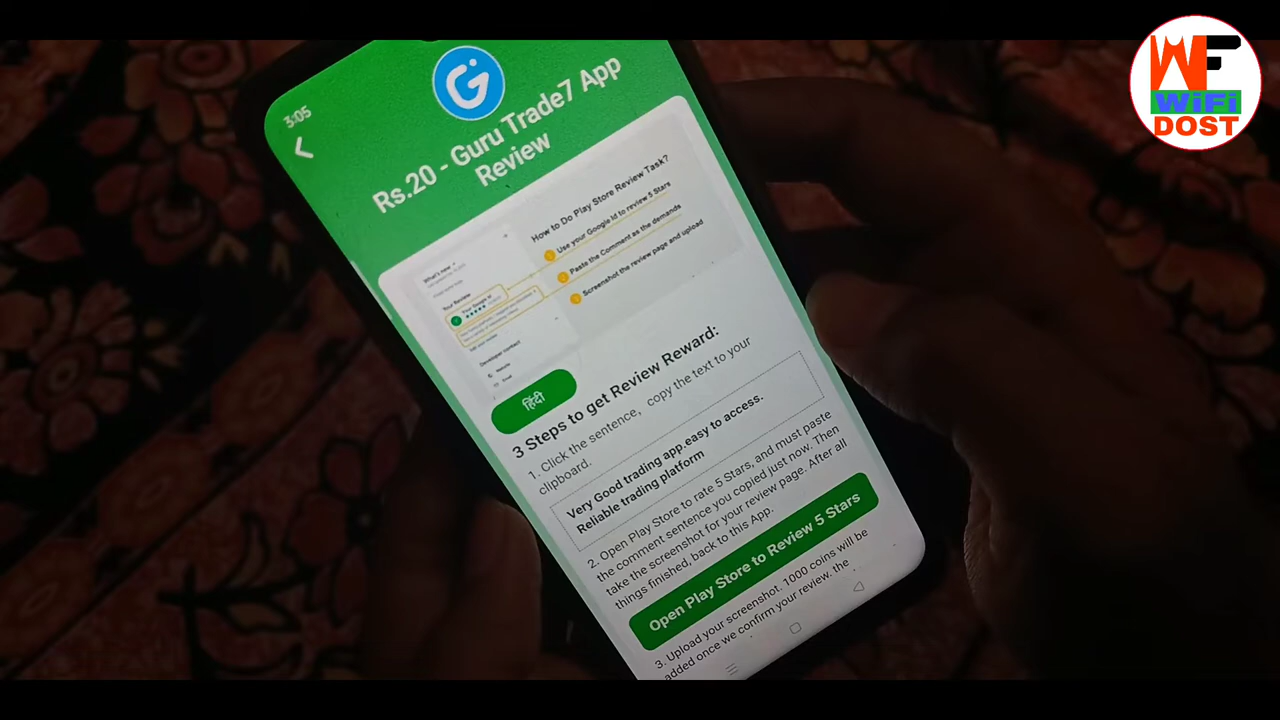 WF
WiFi
DOST
3:05
Rs.20 - Guru Trade7 App
Review
How to Do Play Store Review Task?
Use your Google Id to review 5 Stars
Paste the Comment as the demands
Screenshot the review page and upload
What's new
Your Review
Developer contact
Website
Email
हिंदी
3 Steps to get Review Reward:
1. Click the sentence, copy the text to your
clipboard.
Very Good trading app.easy to access.
Reliable trading platform
2. Open Play Store to rate 5 Stars, and must paste
the comment sentence you copied just now. Then
take the screenshot for your review page. After all
things finished, back to this App.
Open Play Store to Review 5 Stars
3. Upload your screenshot. 1000 coins will be
added once we confirm your review. the